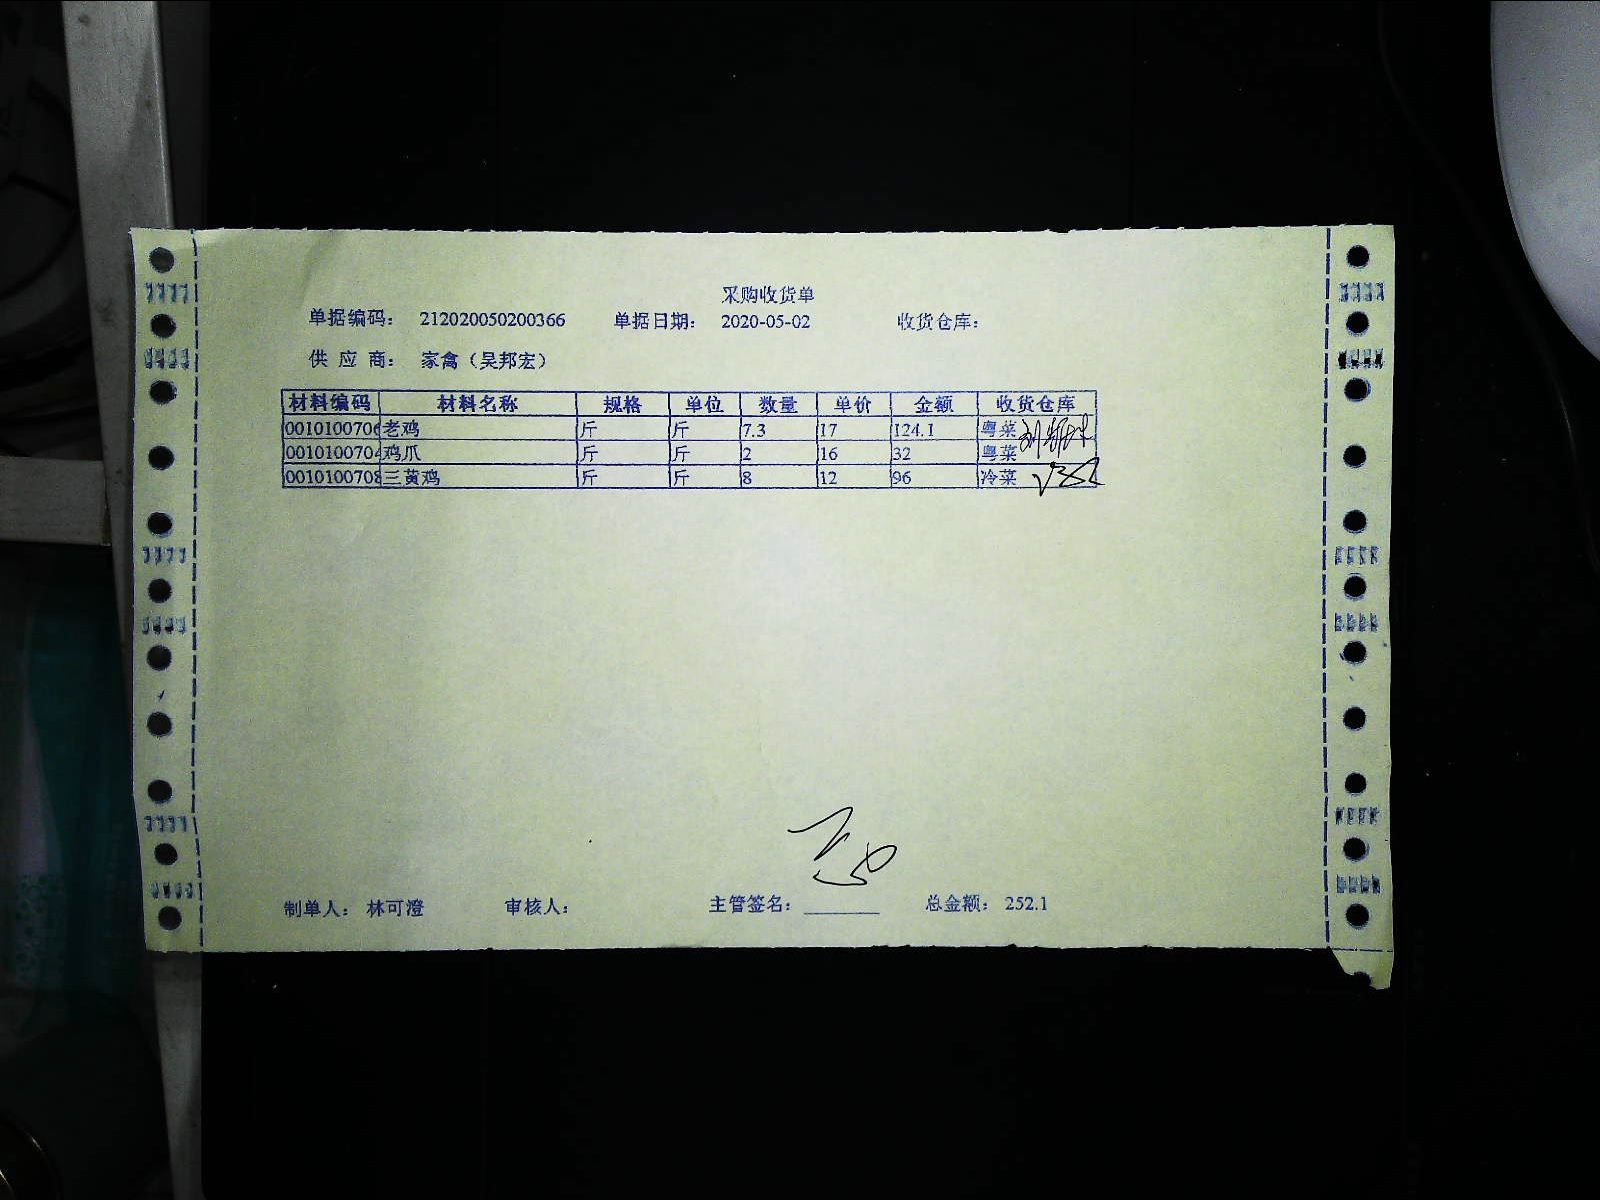 采购收货单
单据编码： 212020050200366 单据日期： 2020-05-02 收货仓库：
供 应 商： 家禽（吴邦宏）
材料编码 材料名称 规格 单位 数量 单价 金额 收货仓库
0010100706 老鸡 斤 斤 7.3 17 124.1 粤菜
0010100704 鸡爪 斤 斤 2 16 32 粤菜
0010100708 三黄鸡 斤 斤 8 12 96 冷菜
制单人： 林可澄 审核人： 主管签名： 总金额： 252.1